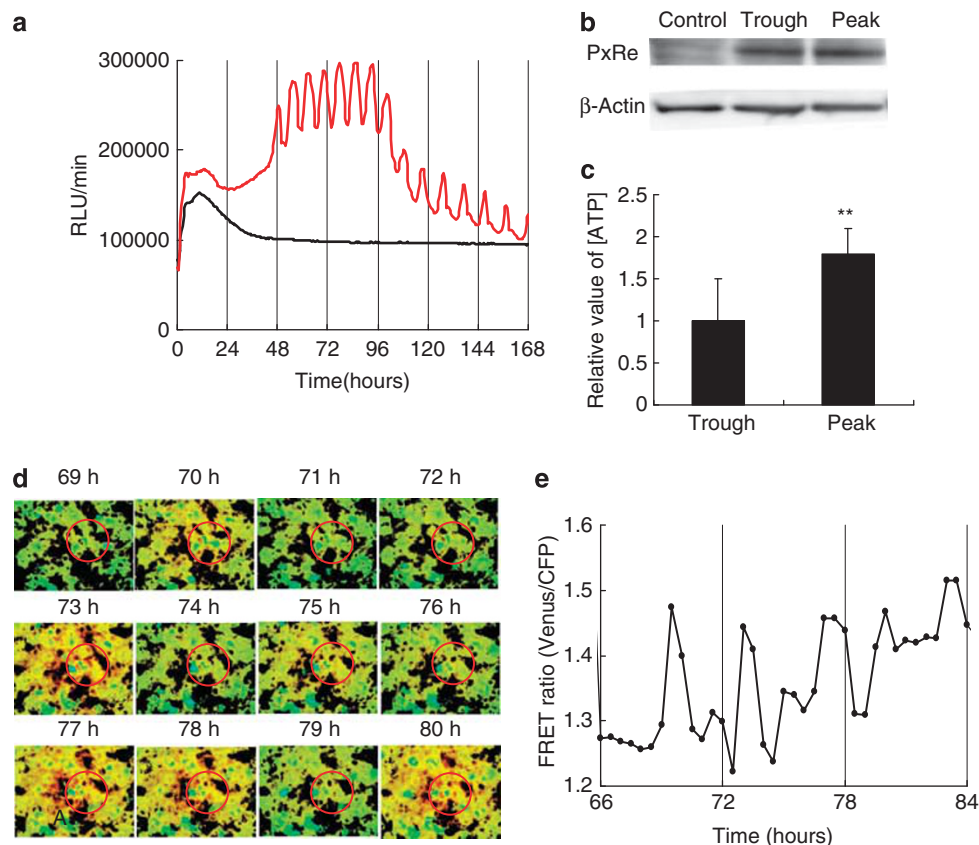 a
300000
200000
100000
0
RLU/min
0 24 48 72 96 120 144 168
Time(hours)
b
Control Trough Peak
PxRe
β-Actin
c
**
2.5
2
1.5
1
0.5
0
Relative value of [ATP]
Trough Peak
d
69 h 70 h 71 h 72 h
73 h 74 h 75 h 76 h
77 h 78 h 79 h 80 h
A
e
1.6
1.5
1.4
1.3
1.2
FRET ratio (Venus/CFP)
66 72 78 84
Time (hours)